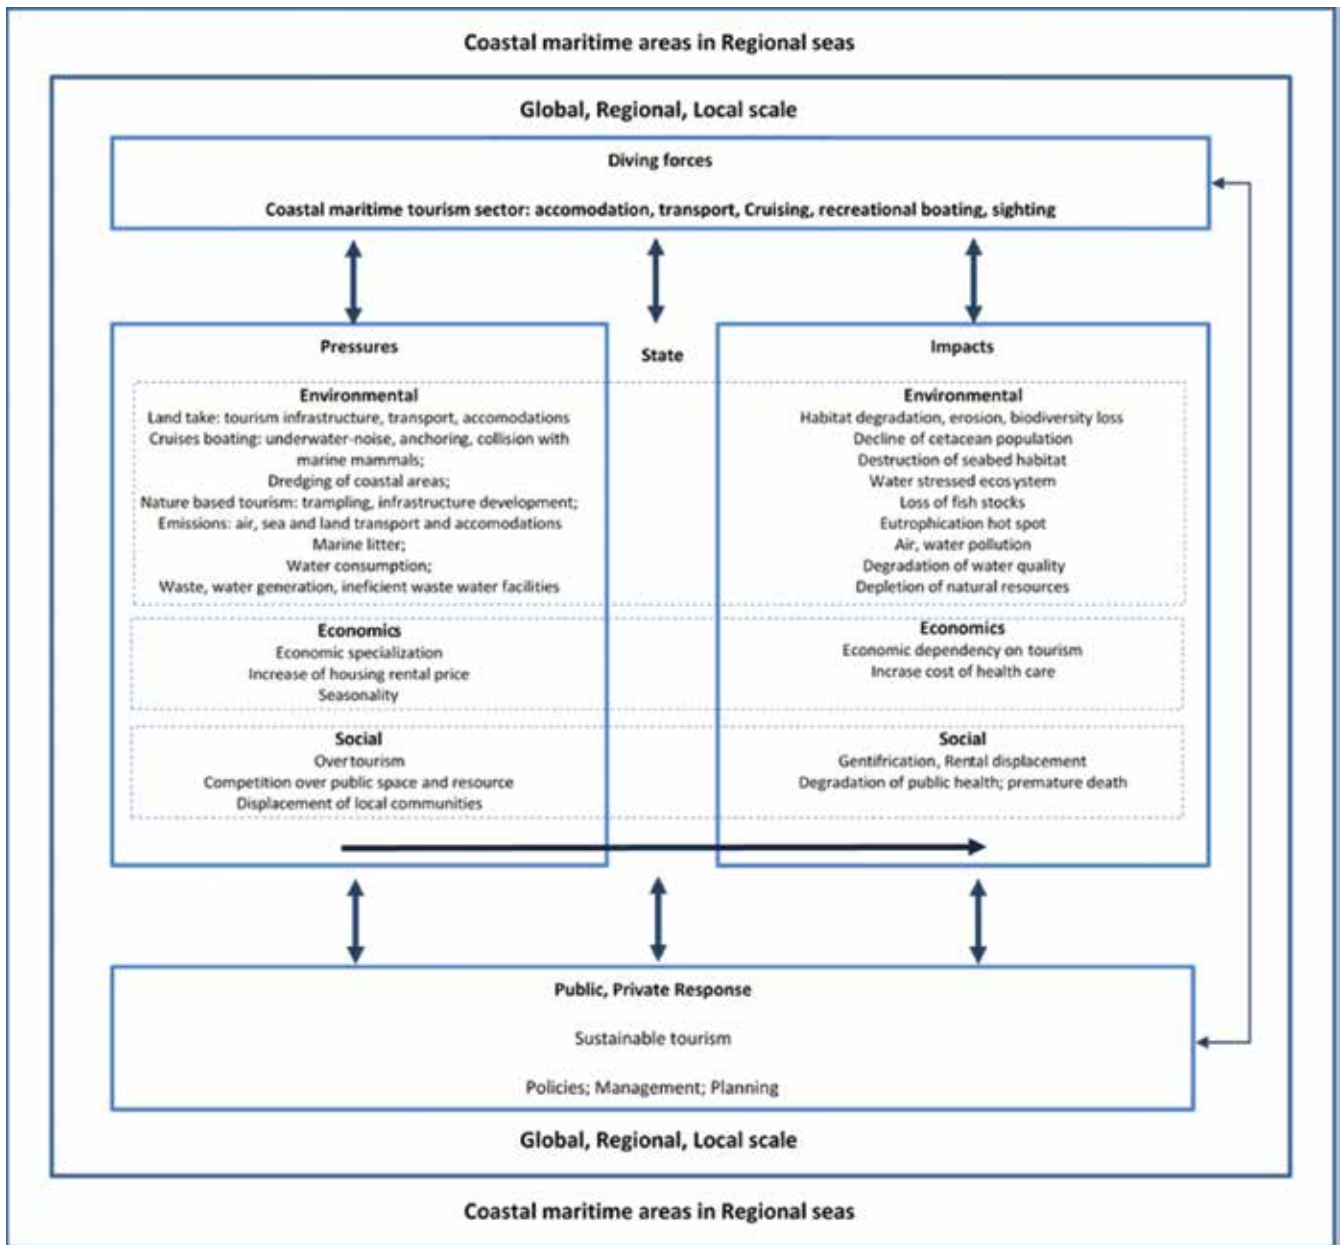 Coastal maritime areas in Regional seas
Global, Regional, Local scale
Diving forces
Coastal maritime tourism sector: accomodation, transport, Cruising, recreational boating, sighting
Pressures
Environmental
Land take: tourism infrastructure, transport, accomodations
Cruises boating: underwater-noise, anchoring, collision with
marine mammals;
Dredging of coastal areas;
Nature based tourism: trampling, infrastructure development;
Emissions: air, sea and land transport and accomodations
Marine litter;
Water consumption;
Waste, water generation, ineficient waste water facilities
Economics
Economic specialization
Increase of housing rental price
Seasonality
Social
Overtourism
Competition over public space and resource
Displacement of local communities
State
Impacts
Environmental
Habitat degradation, erosion, biodiversity loss
Decline of cetacean population
Destruction of seabed habitat
Water stressed ecosystem
Loss of fish stocks
Eutrophication hot spot
Air, water pollution
Degradation of water quality
Depletion of natural resources
Economics
Economic dependency on tourism
Incrase cost of health care
Social
Gentifrication, Rental displacement
Degradation of public health; premature death
Public, Private Response
Sustainable tourism
Policies; Management; Planning
Global, Regional, Local scale
Coastal maritime areas in Regional seas